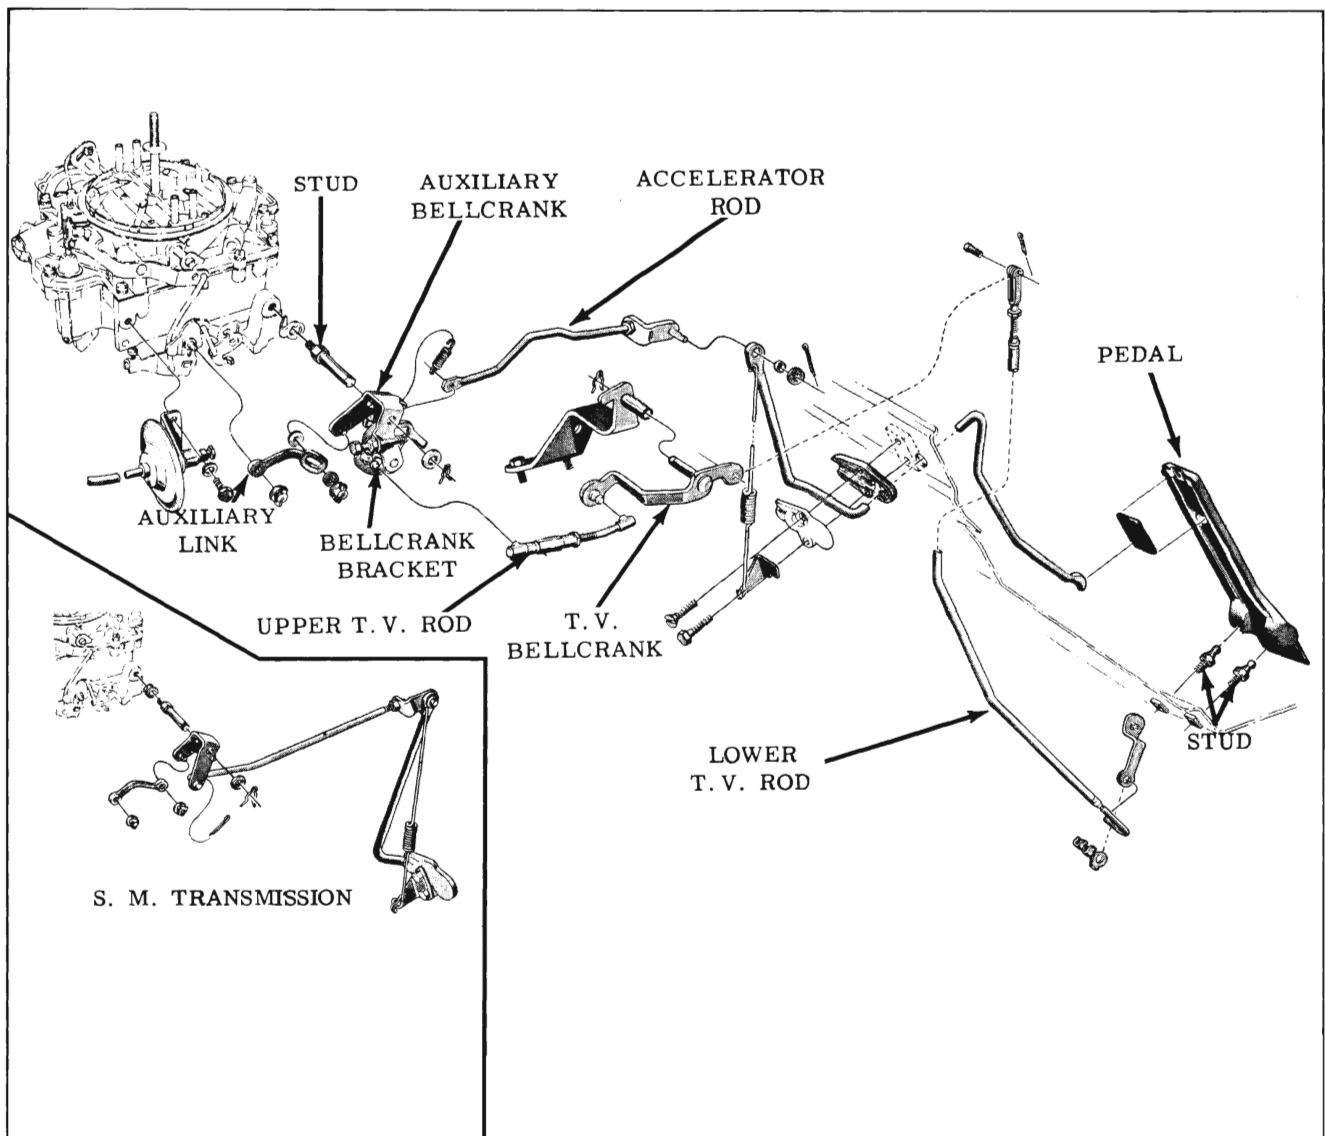 STUD
AUXILIARY
BELLCRANK
ACCELERATOR
ROD
PEDAL
AUXILIARY
LINK
BELLCRANK
BRACKET
UPPER T. V. ROD
T. V.
BELLCRANK
LOWER
T. V. ROD
STUD
S. M. TRANSMISSION